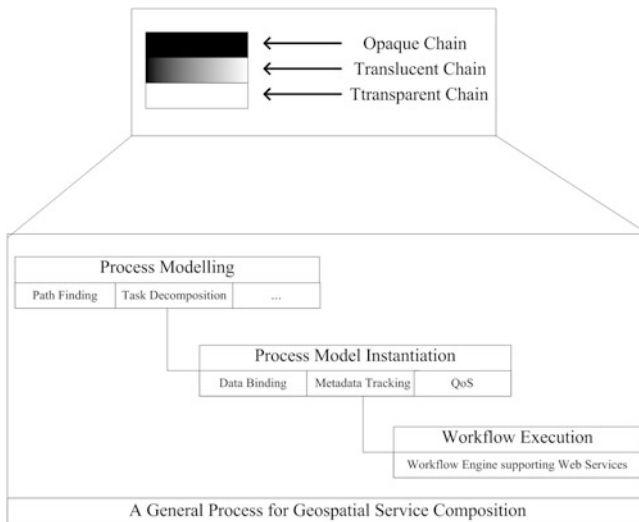 Opaque Chain
Translucent Chain
Ttransparent Chain
Process Modelling
Path Finding Task Decomposition ...
Process Model Instantiation
Data Binding Metadata Tracking QoS
Workflow Execution
Workflow Engine supporting Web Services
A General Process for Geospatial Service Composition